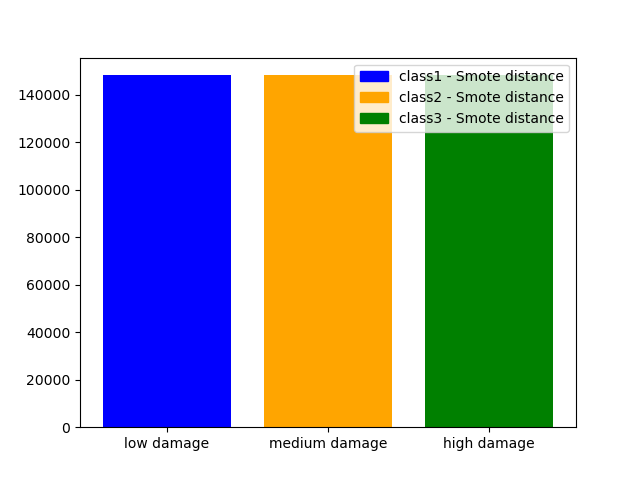 class1 - Smote distance
class2 - Smote distance
class3 - Smote distance
140000
120000
100000
80000
60000
40000
20000
0
low damage medium damage high damage